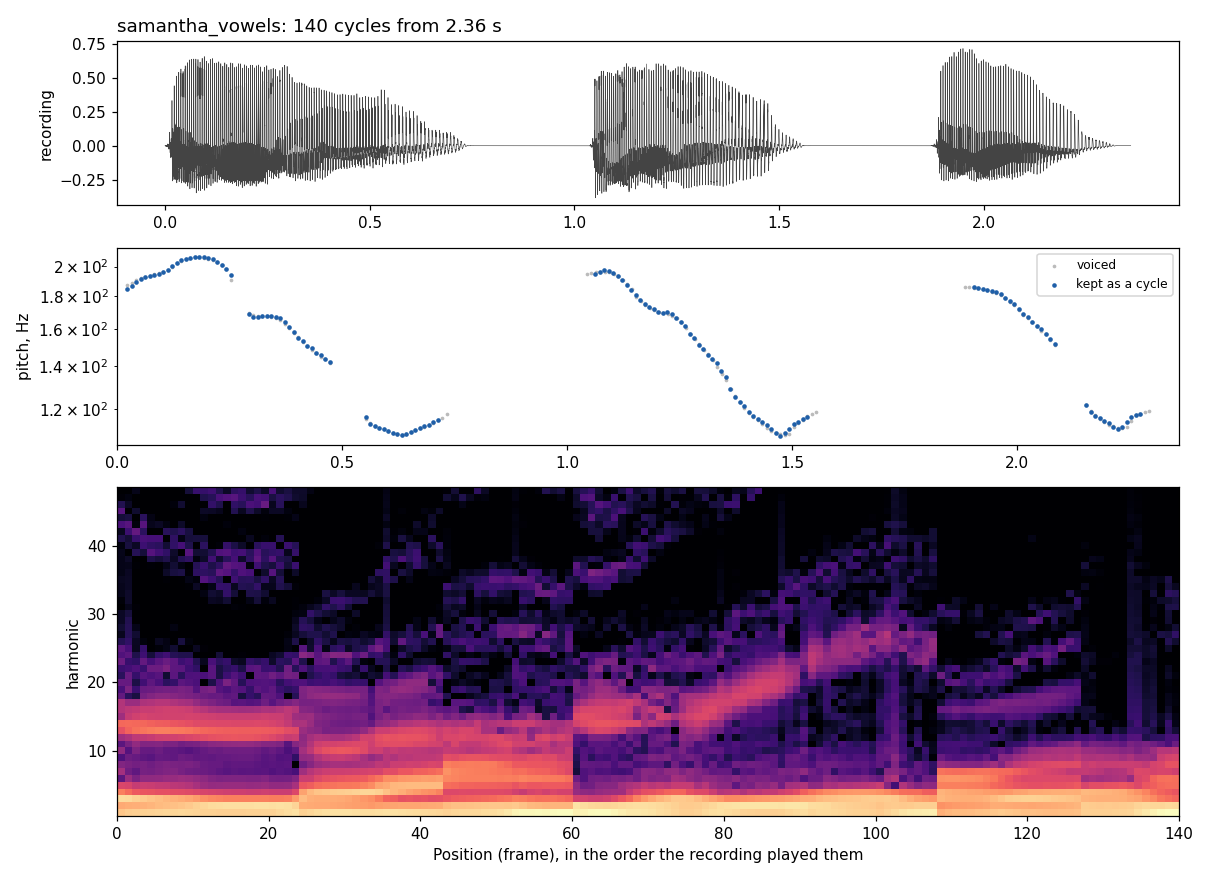 samantha_vowels: 140 cycles from 2.36 s
recording
0.75
0.50
0.25
0.00
−0.25
0.0 0.5 1.0 1.5 2.0
pitch, Hz
2 × 10²
1.8 × 10²
1.6 × 10²
1.4 × 10²
1.2 × 10²
voiced
kept as a cycle
0.0 0.5 1.0 1.5 2.0
harmonic
40
30
20
10
0 20 40 60 80 100 120 140
Position (frame), in the order the recording played them